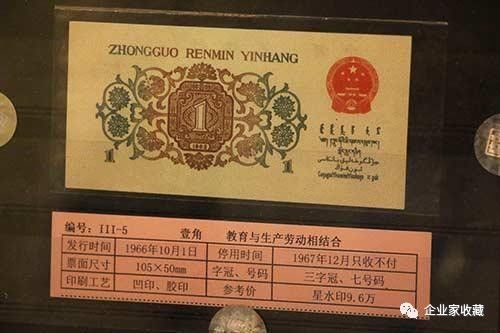 ZHONGGUO RENMIN YINHANG
1
1962
1
1
编号：III-5 壹角 教育与生产劳动相结合
发行时间 1966年10月1日 停用时间 1967年12月只收不付
票面尺寸 105×50mm 字冠、号码 三字冠、七号码
印刷工艺 凹印、胶印 参考价 星水印9.6万
企业家收藏